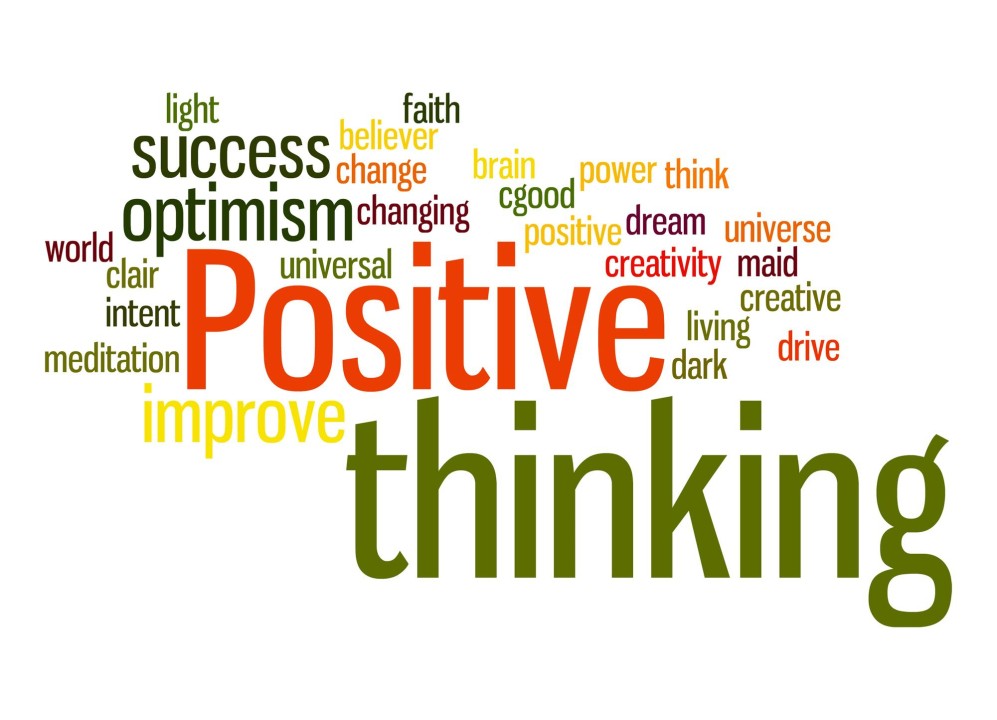 light
faith
believer
success
change
brain
power
think
cgood
optimism
changing
positive
dream
universe
world
clair
universal
creativity
maid
intent
Positive
creative
living
meditation
dark
drive
improve
thinking